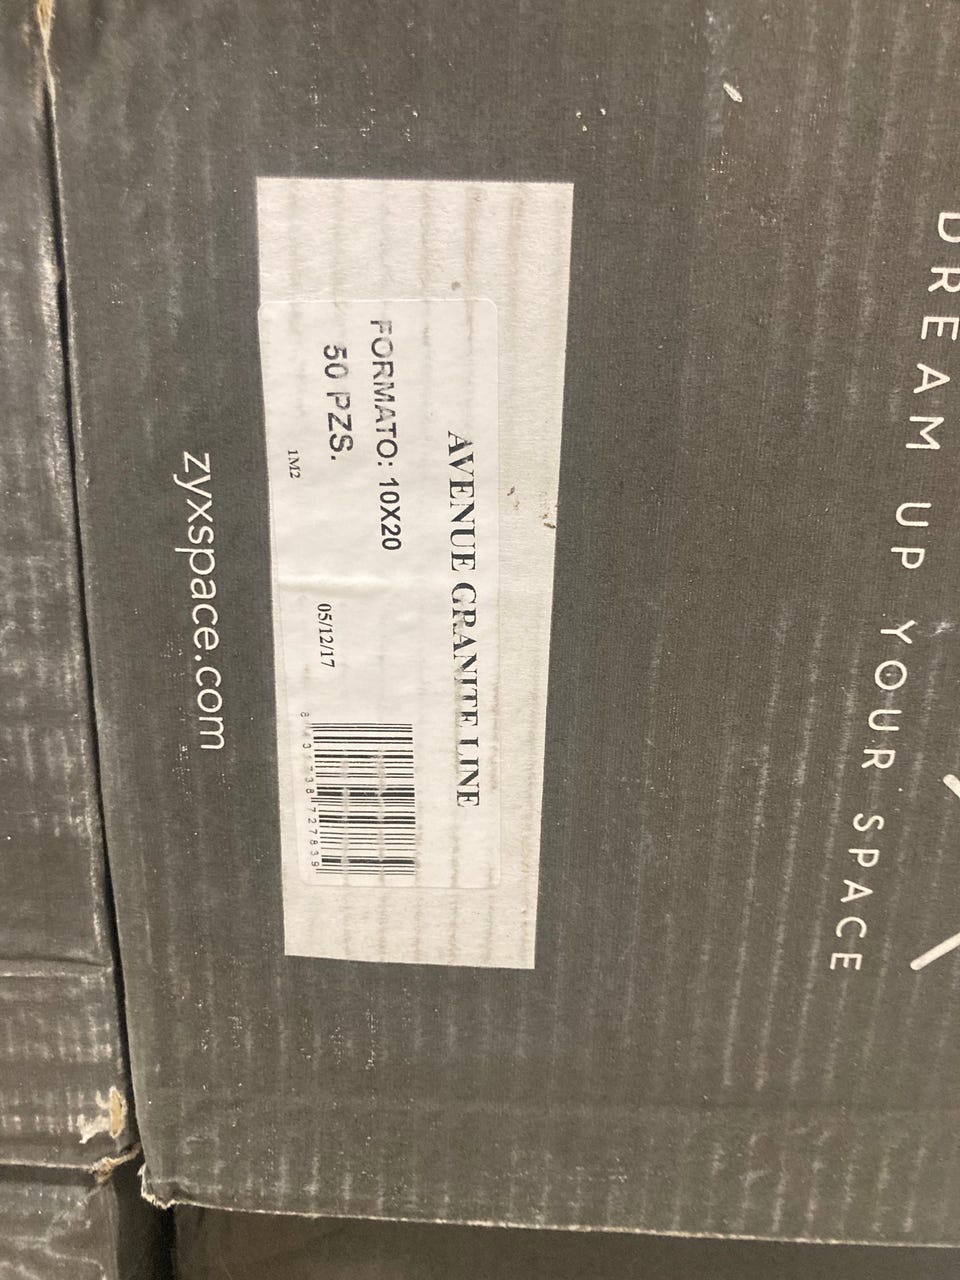 DREAM UP YOUR SPACE
AVENUE GRANITE LINE
FORMATO: 10X20
50 PZS.
05/12/17
1M2
zyxspace.com